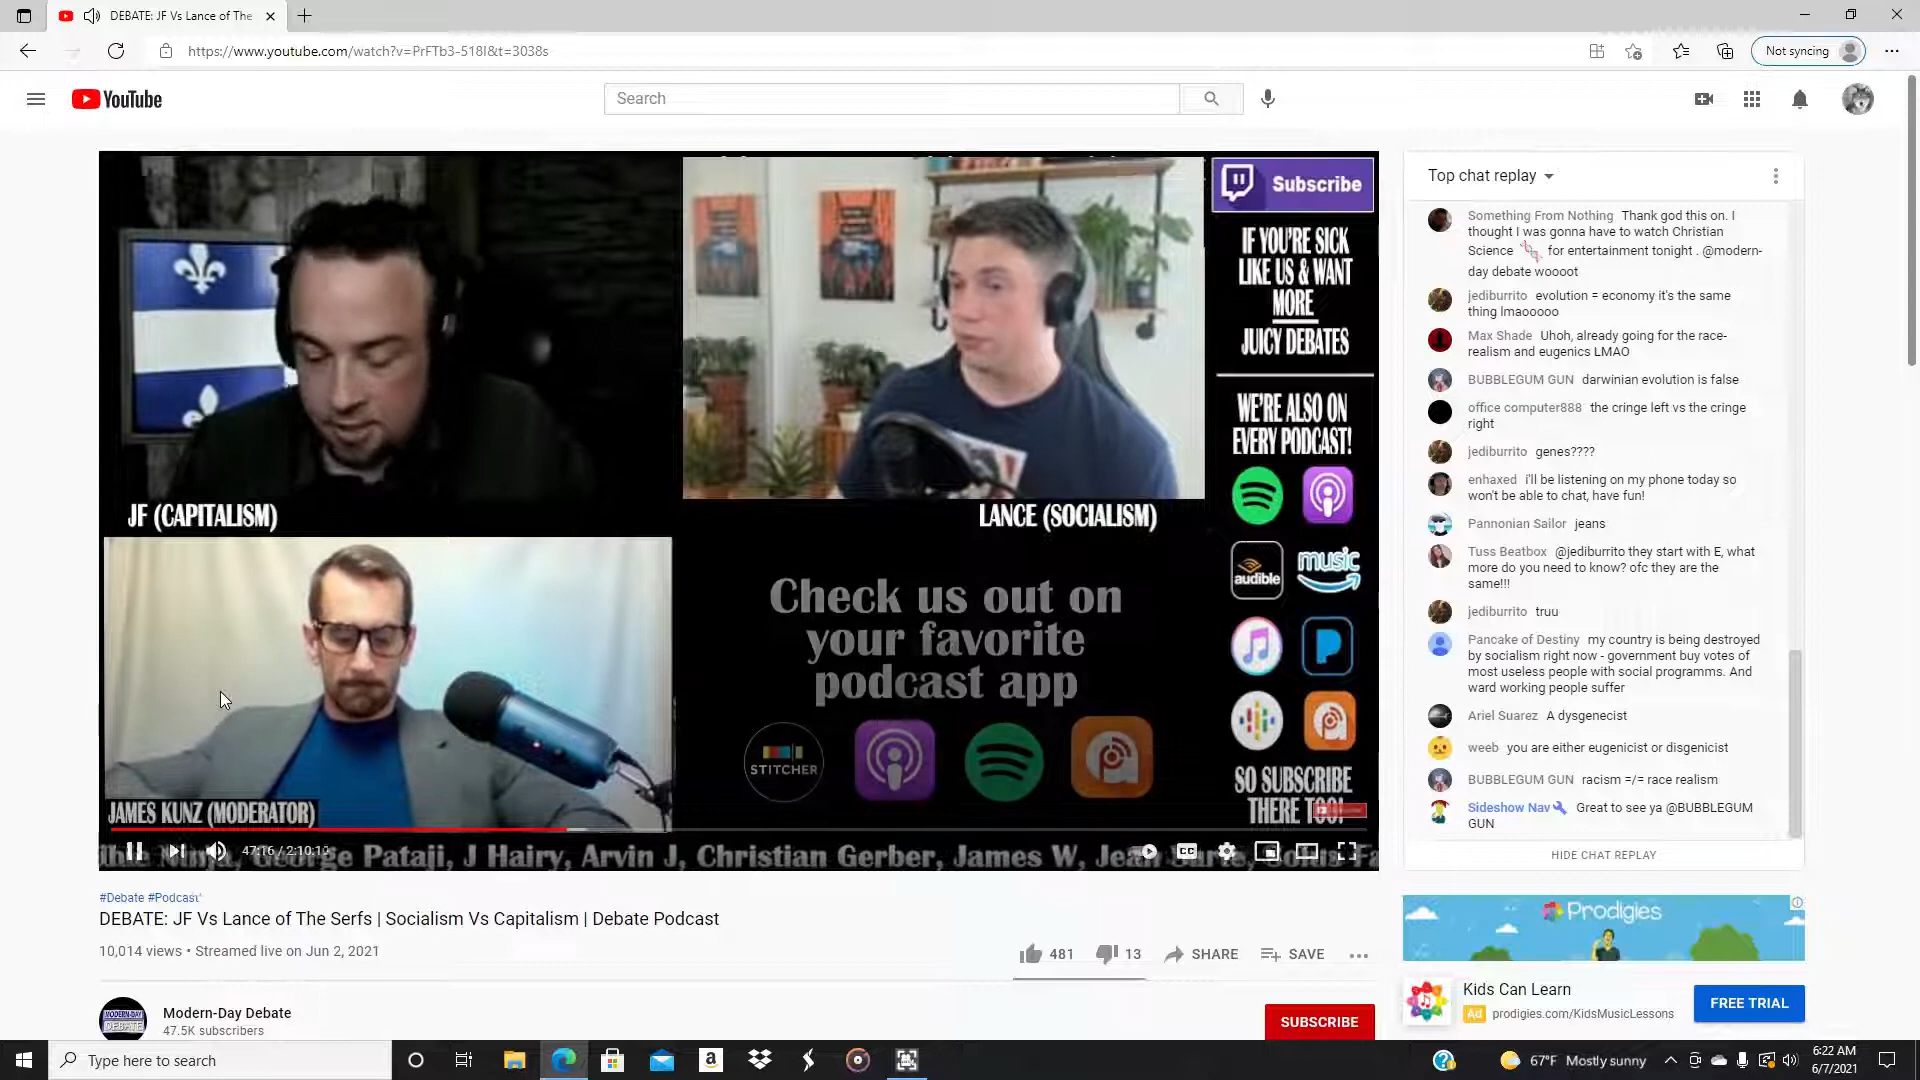 DEBATE: JF Vs Lance of The
https://www.youtube.com/watch?v=PrFTb3-518I&t=3038s
Not syncing
YouTube
Search
Subscribe
IF YOU'RE SICK
LIKE US & WANT
MORE
JUICY DEBATES
WE'RE ALSO ON
EVERY PODCAST!
audible
music
SO SUBSCRIBE
THERE TOO!
JF (CAPITALISM)
LANCE (SOCIALISM)
Check us out on
your favorite
podcast app
STITCHER
JAMES KUNZ (MODERATOR)
47:16 / 2:10:10
Pataji, J Hairy, Arvin J, Christian Gerber, James W,
CC
Top chat replay
Something From Nothing Thank god this on. I
thought I was gonna have to watch Christian
Science for entertainment tonight . @modern-
day debate woooot
jediburrito evolution = economy it's the same
thing lmaooooo
Max Shade Uhoh, already going for the race-
realism and eugenics LMAO
BUBBLEGUM GUN darwinian evolution is false
office computer888 the cringe left vs the cringe
right
jediburrito genes????
enhaxed i'll be listening on my phone today so
won't be able to chat, have fun!
Pannonian Sailor jeans
Tuss Beatbox @jediburrito they start with E, what
more do you need to know? ofc they are the
same!!!
jediburrito truu
Pancake of Destiny my country is being destroyed
by socialism right now - government buy votes of
most useless people with social programms. And
ward working people suffer
Ariel Suarez A dysgenecist
weeb you are either eugenicist or disgenicist
BUBBLEGUM GUN racism =/= race realism
Sideshow Nav Great to see ya @BUBBLEGUM
GUN
HIDE CHAT REPLAY
#Debate #Podcast
DEBATE: JF Vs Lance of The Serfs | Socialism Vs Capitalism | Debate Podcast
10,014 views • Streamed live on Jun 2, 2021
481
13
SHARE
SAVE
MODERN-DAY
DEBATE
Modern-Day Debate
47.5K subscribers
SUBSCRIBE
Prodigies
Kids Can Learn
Ad prodigies.com/KidsMusicLessons
FREE TRIAL
Type here to search
67°F Mostly sunny
6:22 AM
6/7/2021